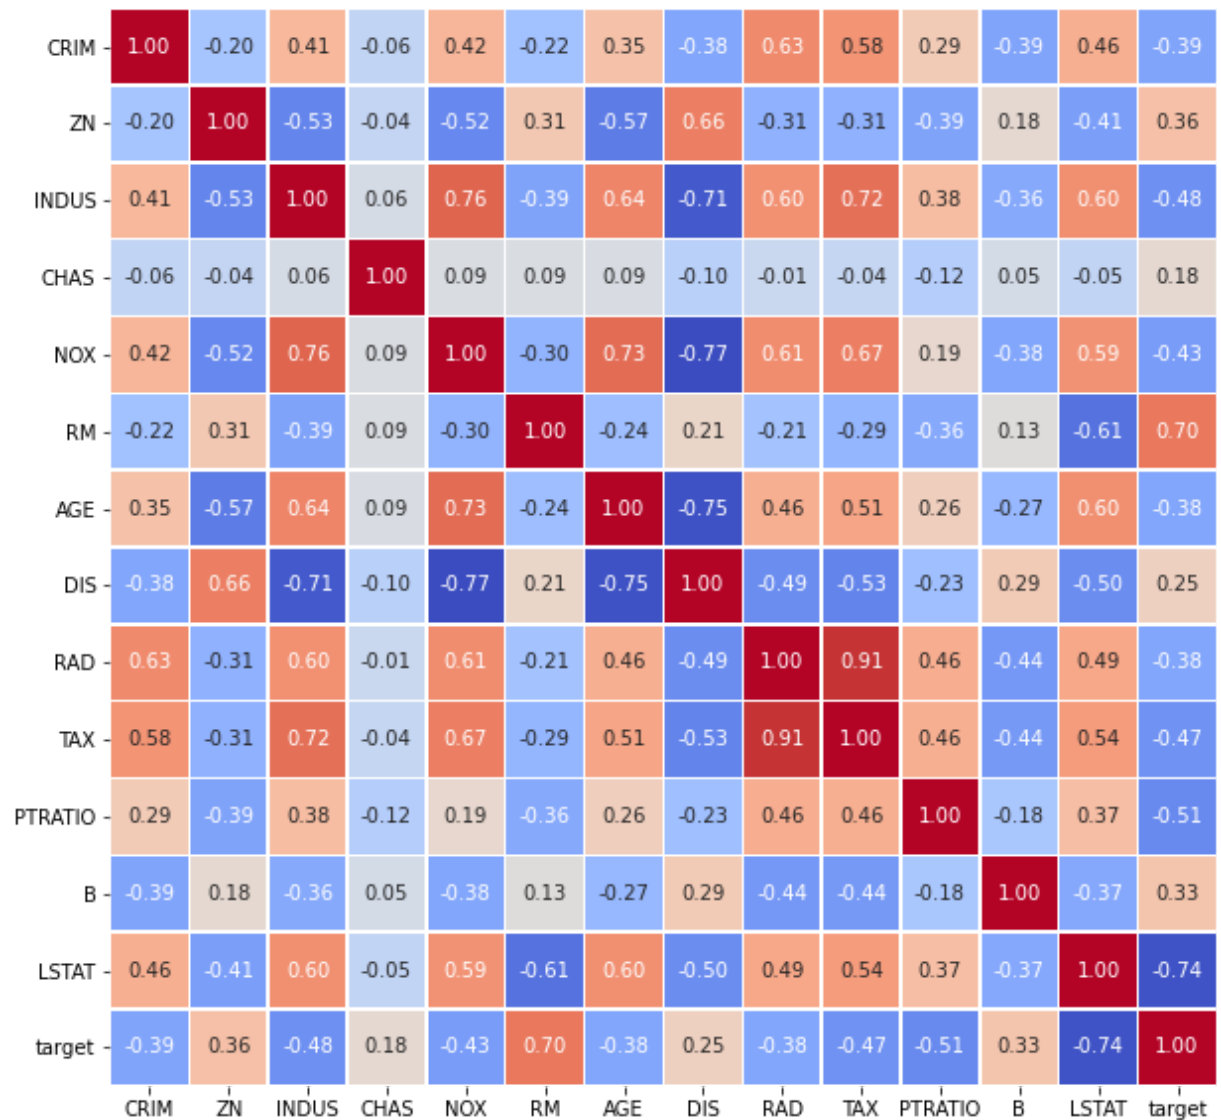 CRIM 1.00 -0.20 0.41 -0.06 0.42 -0.22 0.35 -0.38 0.63 0.58 0.29 -0.39 0.46 -0.39
ZN -0.20 1.00 -0.53 -0.04 -0.52 0.31 -0.57 0.66 -0.31 -0.31 -0.39 0.18 -0.41 0.36
INDUS 0.41 -0.53 1.00 0.06 0.76 -0.39 0.64 -0.71 0.60 0.72 0.38 -0.36 0.60 -0.48
CHAS -0.06 -0.04 0.06 1.00 0.09 0.09 0.09 -0.10 -0.01 -0.04 -0.12 0.05 -0.05 0.18
NOX 0.42 -0.52 0.76 0.09 1.00 -0.30 0.73 -0.77 0.61 0.67 0.19 -0.38 0.59 -0.43
RM -0.22 0.31 -0.39 0.09 -0.30 1.00 -0.24 0.21 -0.21 -0.29 -0.36 0.13 -0.61 0.70
AGE 0.35 -0.57 0.64 0.09 0.73 -0.24 1.00 -0.75 0.46 0.51 0.26 -0.27 0.60 -0.38
DIS -0.38 0.66 -0.71 -0.10 -0.77 0.21 -0.75 1.00 -0.49 -0.53 -0.23 0.29 -0.50 0.25
RAD 0.63 -0.31 0.60 -0.01 0.61 -0.21 0.46 -0.49 1.00 0.91 0.46 -0.44 0.49 -0.38
TAX 0.58 -0.31 0.72 -0.04 0.67 -0.29 0.51 -0.53 0.91 1.00 0.46 -0.44 0.54 -0.47
PTRATIO 0.29 -0.39 0.38 -0.12 0.19 -0.36 0.26 -0.23 0.46 0.46 1.00 -0.18 0.37 -0.51
B -0.39 0.18 -0.36 0.05 -0.38 0.13 -0.27 0.29 -0.44 -0.44 -0.18 1.00 -0.37 0.33
LSTAT 0.46 -0.41 0.60 -0.05 0.59 -0.61 0.60 -0.50 0.49 0.54 0.37 -0.37 1.00 -0.74
target -0.39 0.36 -0.48 0.18 -0.43 0.70 -0.38 0.25 -0.38 -0.47 -0.51 0.33 -0.74 1.00
CRIM ZN INDUS CHAS NOX RM AGE DIS RAD TAX PTRATIO B LSTAT target